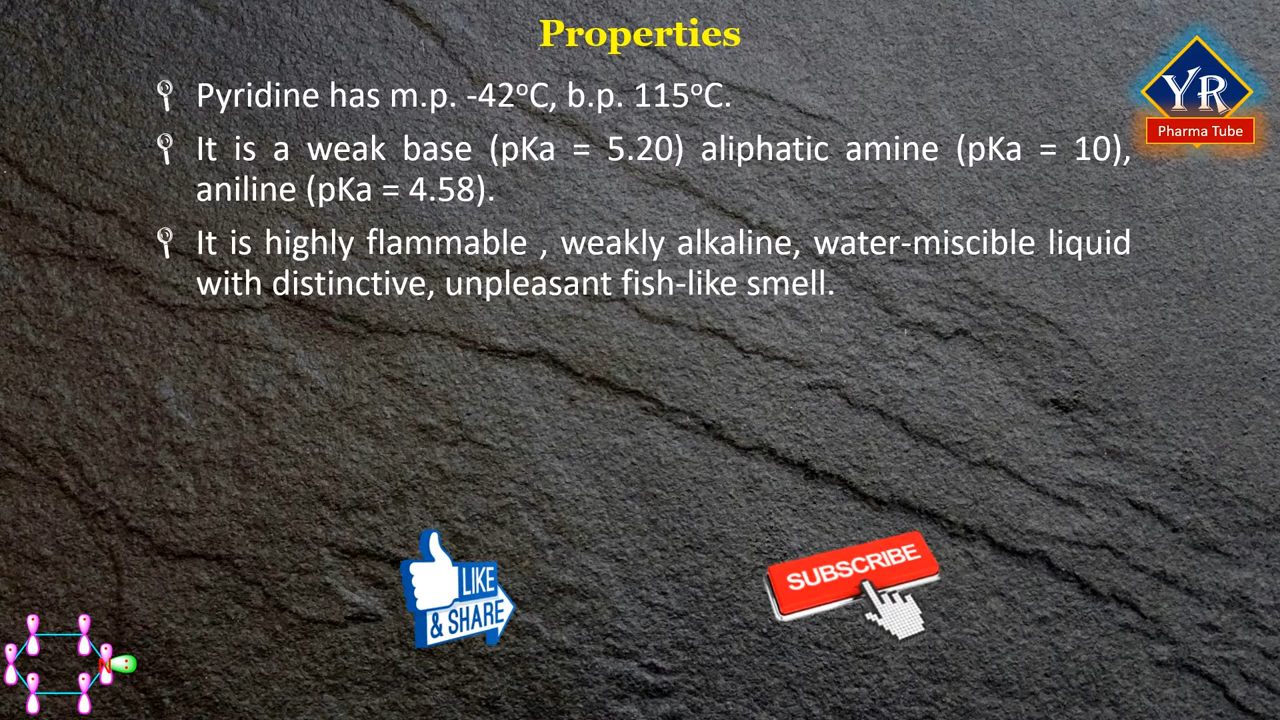 Properties
YR
Pharma Tube
Pyridine has m.p. -42°C, b.p. 115°C.
It is a weak base (pKa = 5.20) aliphatic amine (pKa = 10),
aniline (pKa = 4.58).
It is highly flammable , weakly alkaline, water-miscible liquid
with distinctive, unpleasant fish-like smell.
LIKE
& SHARE
SUBSCRIBE
N